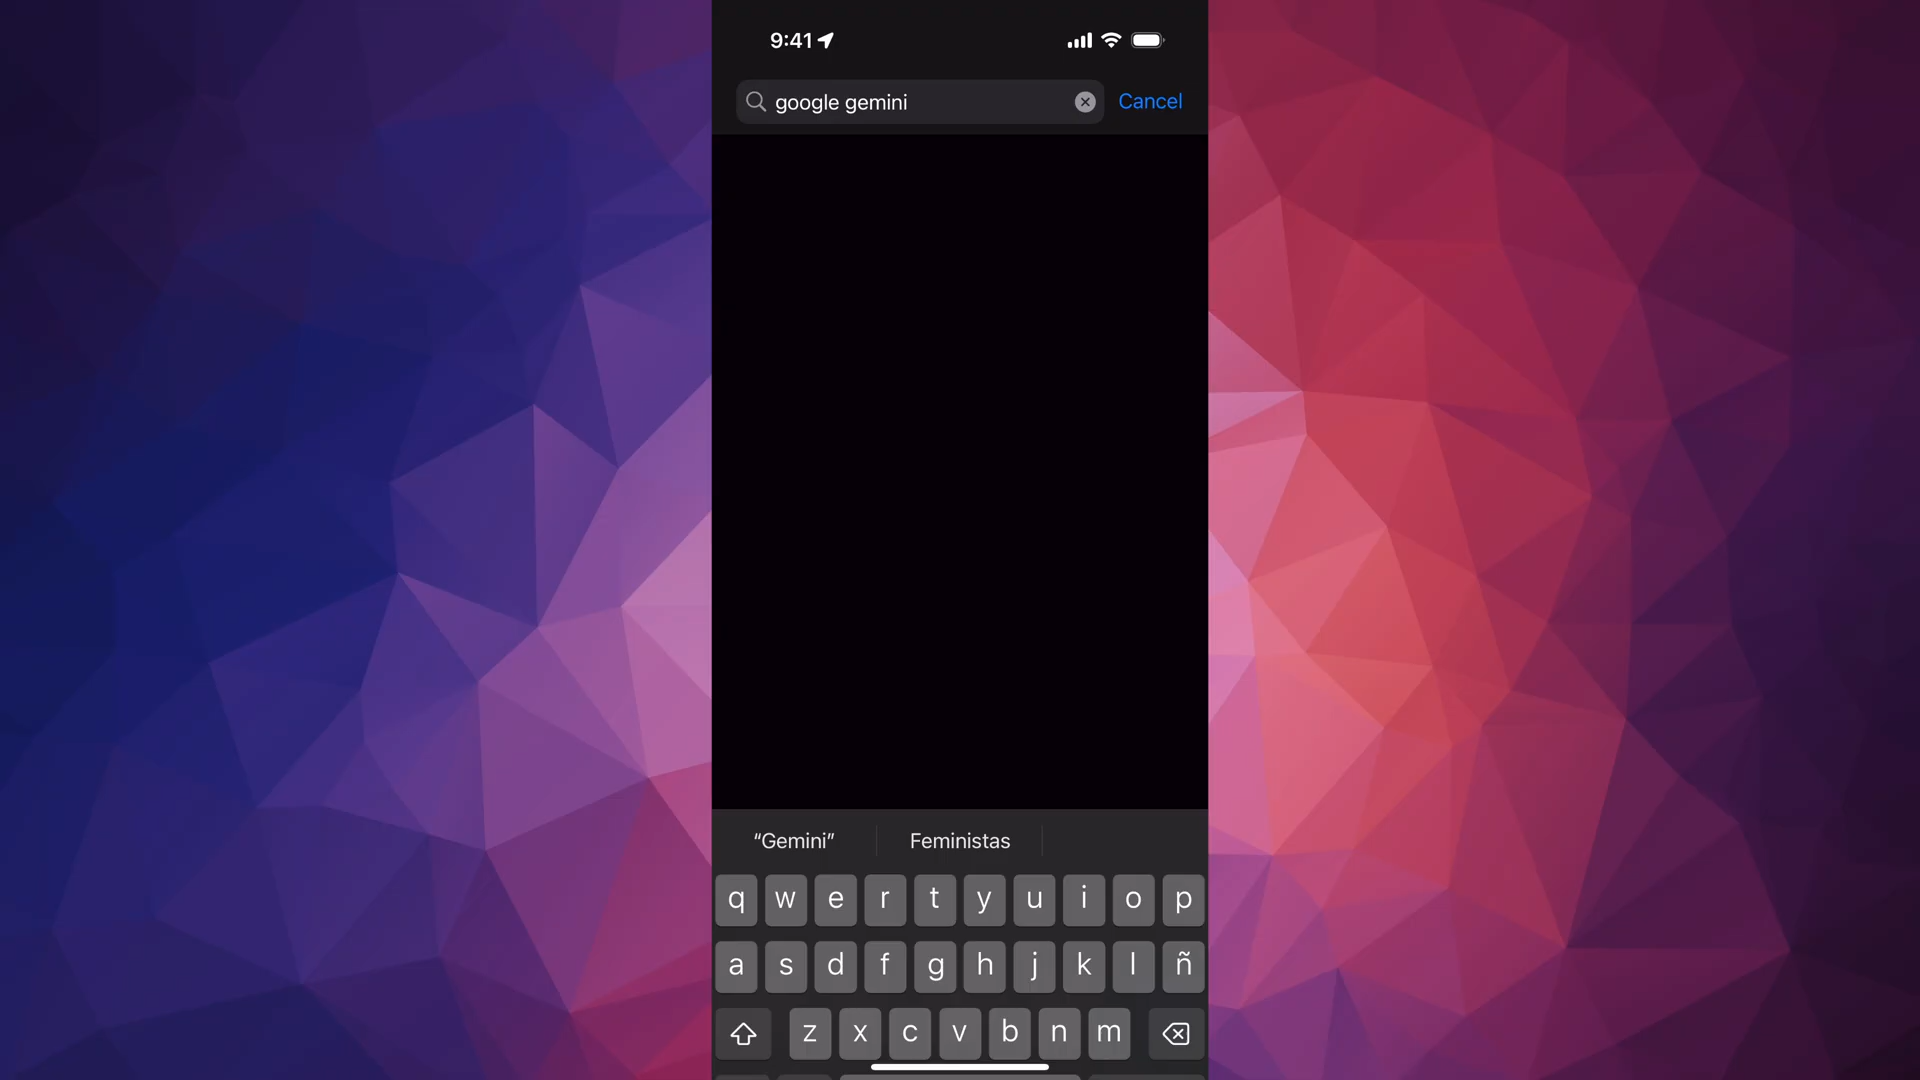 9:41
google gemini Cancel
“Gemini” Feministas
q w e r t y u i o p
a s d f g h j k l ñ
z x c v b n m